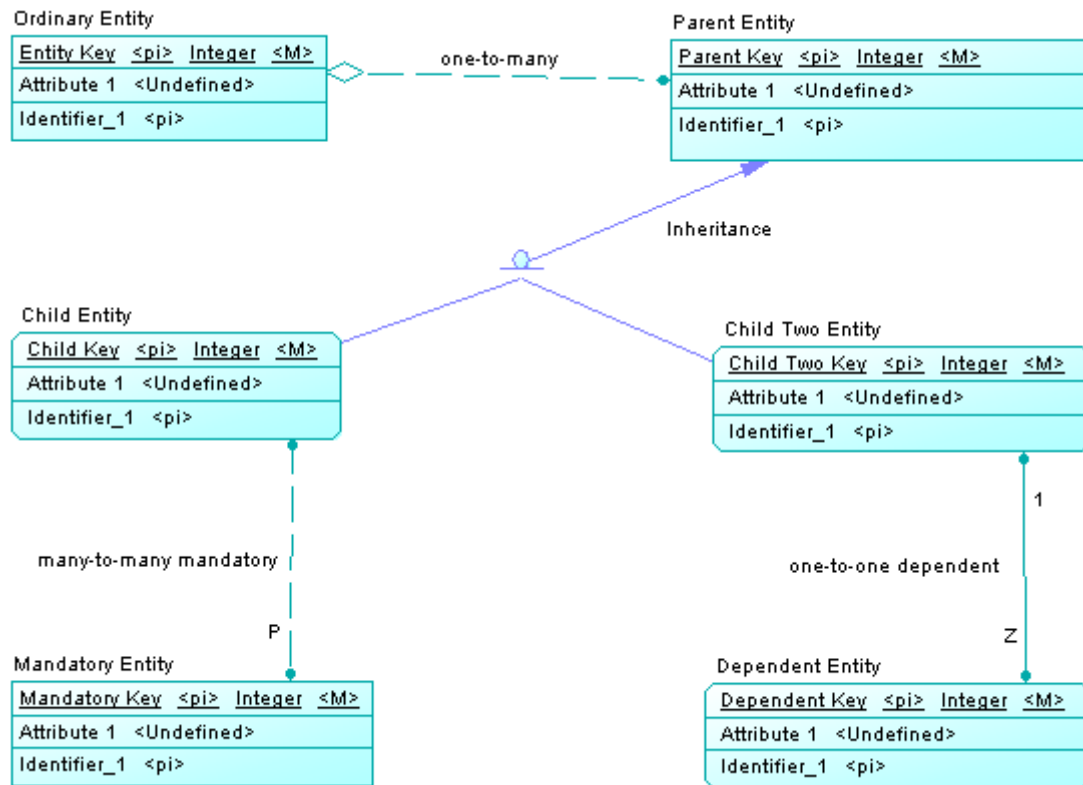 Ordinary Entity
Entity Key <pi> Integer <M>
Attribute 1 <Undefined>
Identifier_1 <pi>
one-to-many
Parent Entity
Parent Key <pi> Integer <M>
Attribute 1 <Undefined>
Identifier_1 <pi>
Inheritance
Child Entity
Child Key <pi> Integer <M>
Attribute 1 <Undefined>
Identifier_1 <pi>
Child Two Entity
Child Two Key <pi> Integer <M>
Attribute 1 <Undefined>
Identifier_1 <pi>
many-to-many mandatory
P
1
one-to-one dependent
Z
Mandatory Entity
Mandatory Key <pi> Integer <M>
Attribute 1 <Undefined>
Identifier_1 <pi>
Dependent Entity
Dependent Key <pi> Integer <M>
Attribute 1 <Undefined>
Identifier_1 <pi>